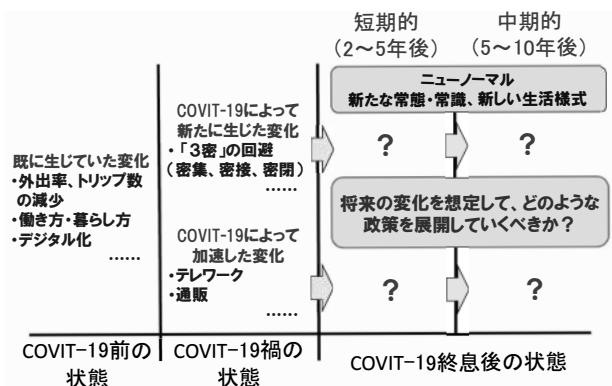 短期的
（2～5年後）
中期的
（5～10年後）
ニューノーマル
新たな常態・常識、新しい生活様式
既に生じていた変化
・外出率、トリップ数
の減少
・働き方・暮らし方
・デジタル化
……
COVIT-19によって
新たに生じた変化
・「３密」の回避
（密集、密接、密閉）
……
？
？
将来の変化を想定して、どのような
政策を展開していくべきか？
COVIT-19によって
加速した変化
・テレワーク
・通販
……
？
？
COVIT-19前の
状態
COVIT-19禍の
状態
COVIT-19終息後の状態